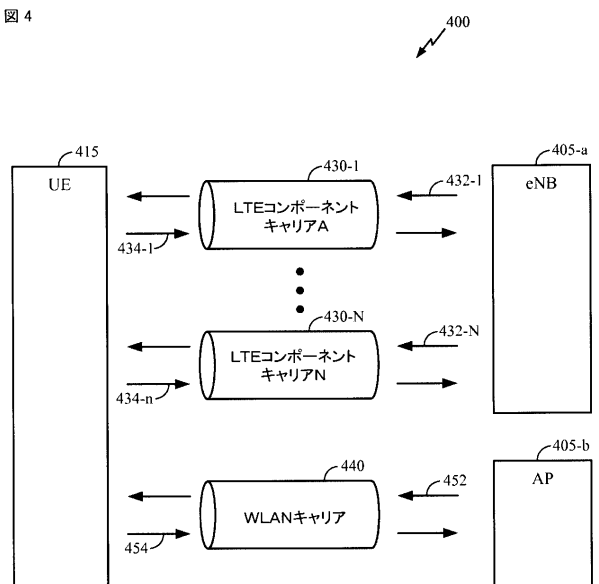 図4
400
415
UE
430-1
405-a
eNB
432-1
LTEコンポーネント
キャリアA
434-1
430-N
432-N
LTEコンポーネント
キャリアN
434-n
405-b
440
452
AP
WLANキャリア
454